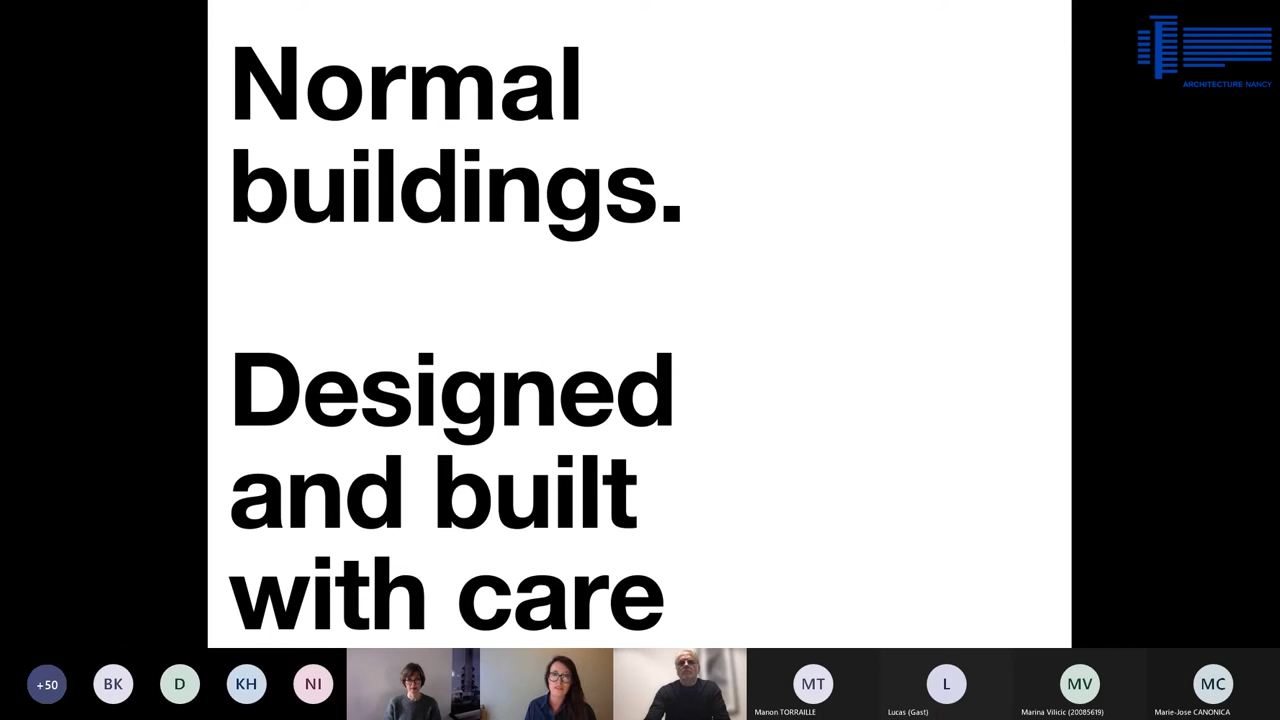 Normal
buildings.
Designed
and built
with care
ARCHITECTURE NANCY
+50
BK
D
KH
NI
MT
Manon TORRAILLE
L
Lucas (Gast)
MV
Marina Vilicic (20085619)
MC
Marie-Jose CANONICA